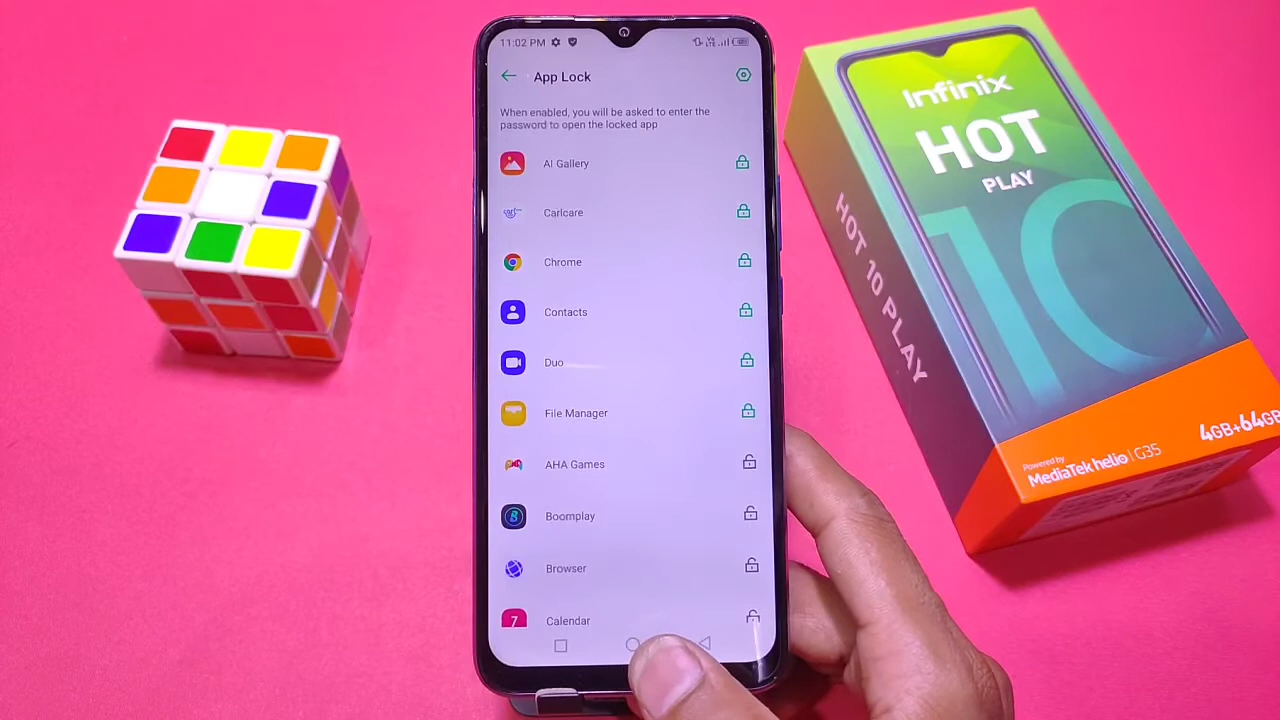 11:02 PM
App Lock
When enabled, you will be asked to enter the
password to open the locked app
AI Gallery
Carlcare
Chrome
Contacts
Duo
File Manager
AHA Games
Boomplay
Browser
7
Calendar
Infinix
HOT
PLAY
10
HOT 10 PLAY
4GB+64GB
Powered by
MediaTek helio | G35